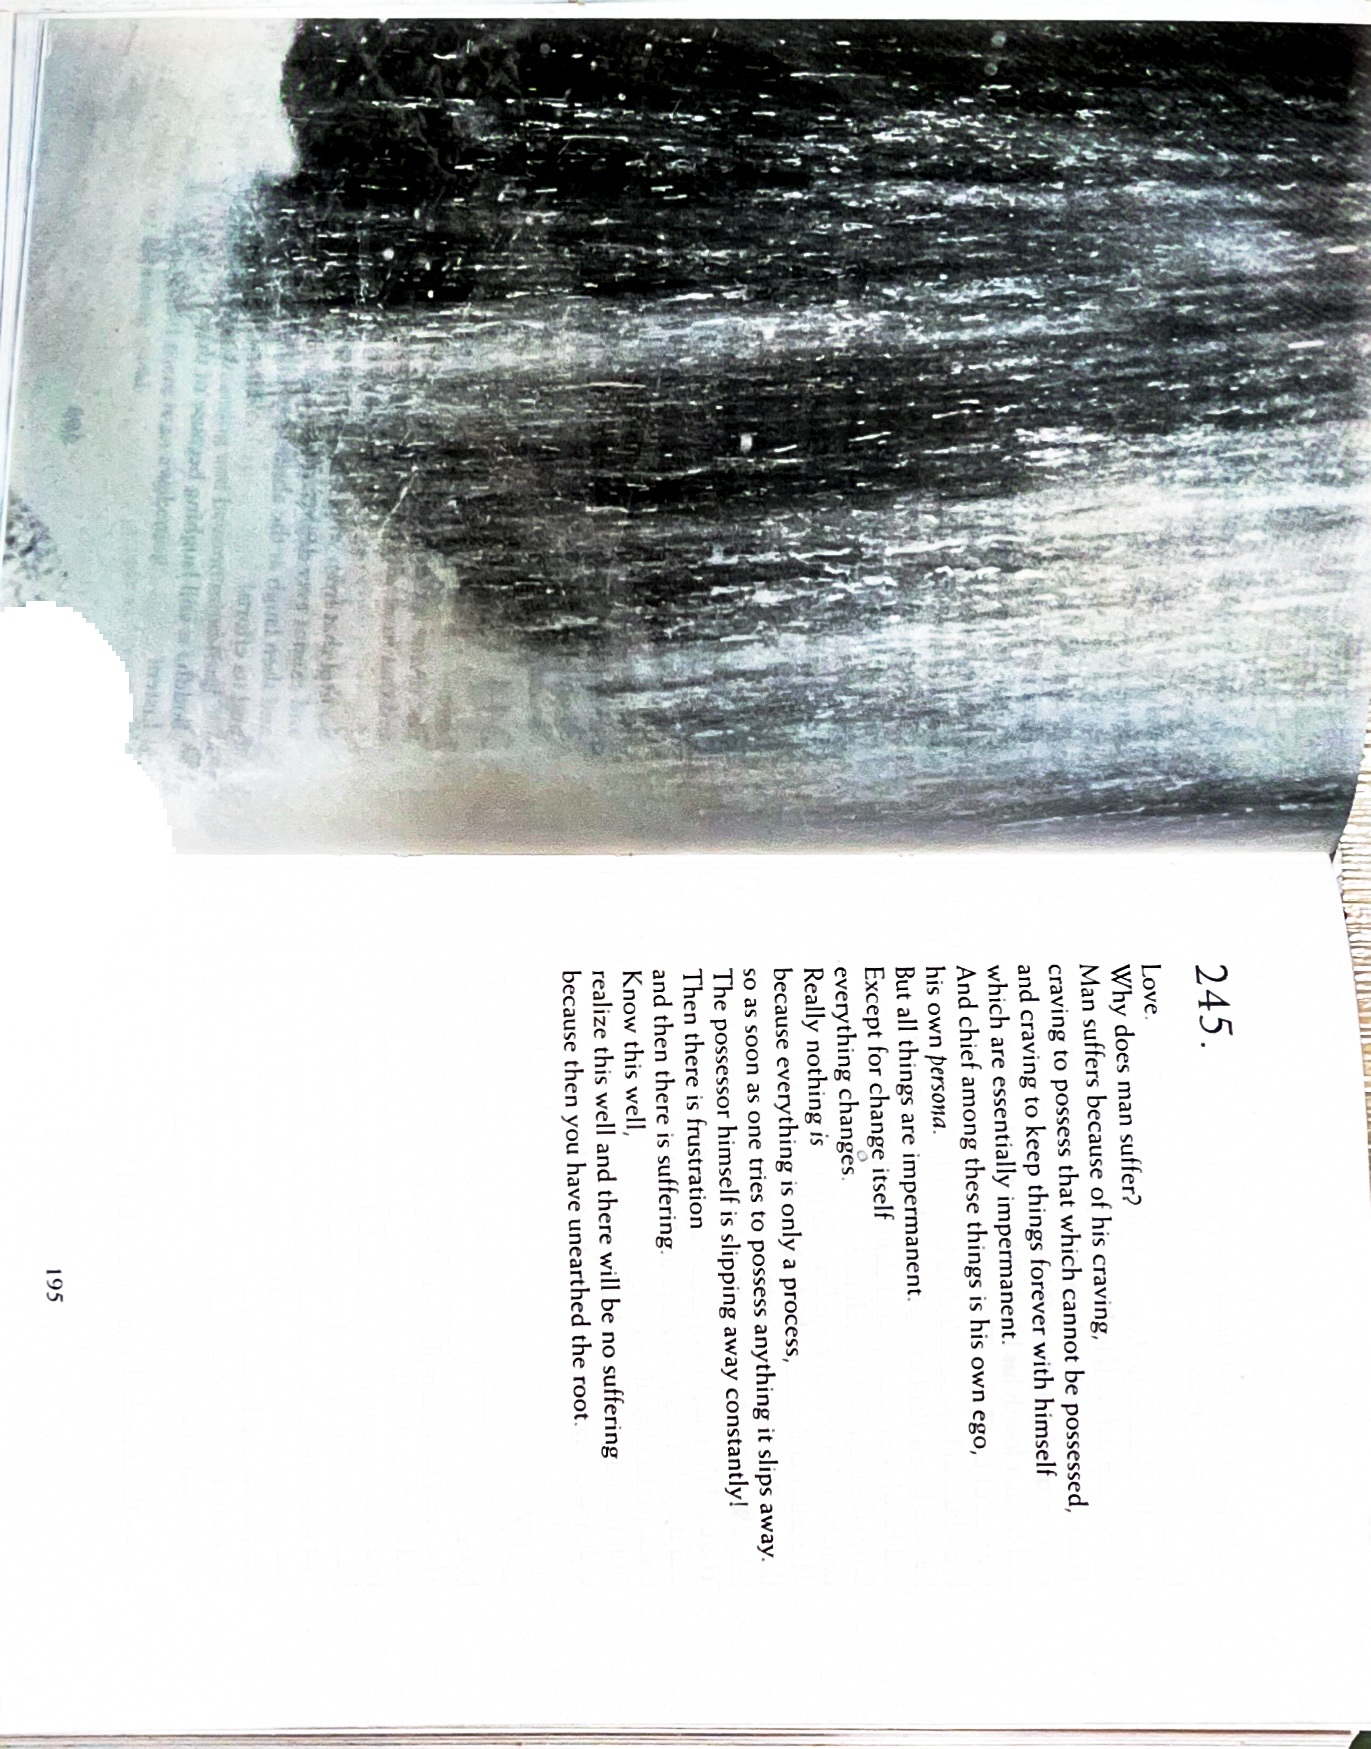 245.
Love.
Why does man suffer?
Man suffers because of his craving,
craving to possess that which cannot be possessed,
and craving to keep things forever with himself
which are essentially impermanent.
And chief among these things is his own ego,
his own persona.
But all things are impermanent.
Except for change itself
everything changes.
Really nothing is
because everything is only a process,
so as soon as one tries to possess anything it slips away.
The possessor himself is slipping away constantly!
Then there is frustration
and then there is suffering.
Know this well,
realize this well and there will be no suffering
because then you have unearthed the root.
195